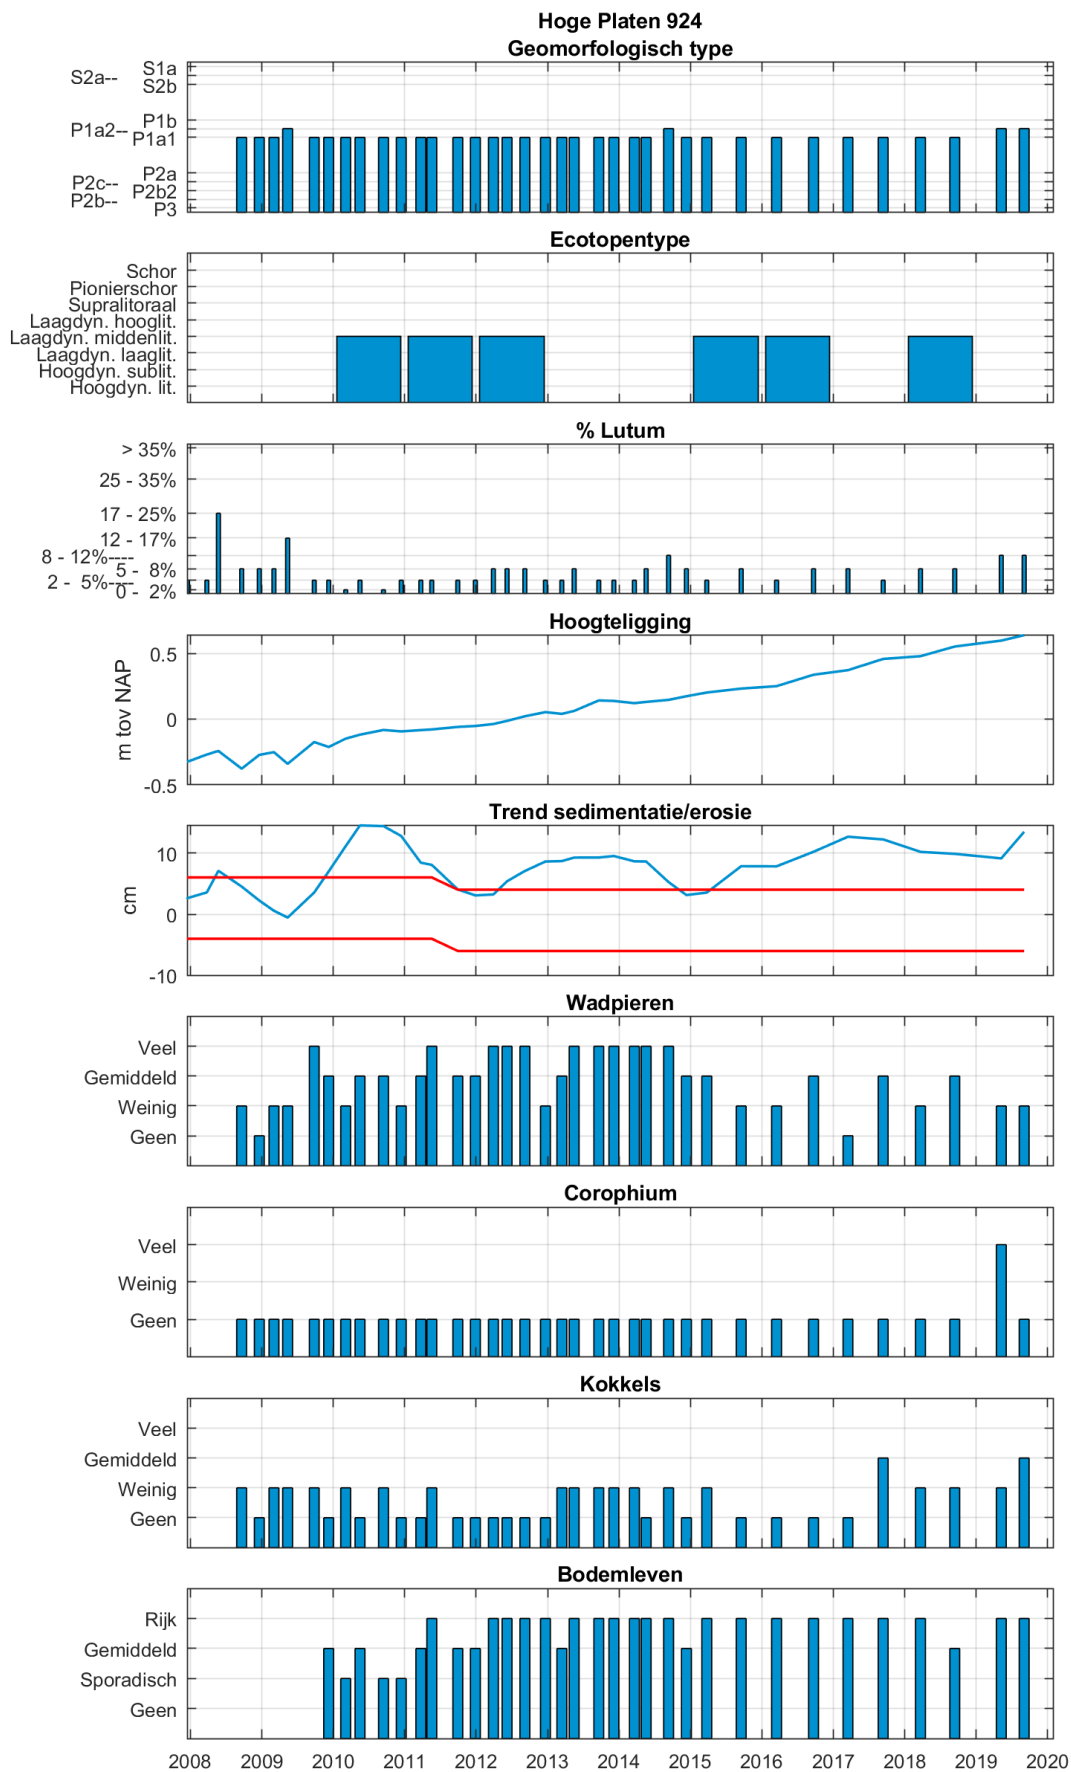 Hoge Platen 924
Geomorfologisch type
S1a
S2a--
S2b
P1b
P1a2--
P1a1
P2a
P2c--
P2b2
P2b--
P3
Ecotopentype
Schor
Pionierschor
Supralitoraal
Laagdyn. hooglit.
Laagdyn. middenlit.
Laagdyn. laaglit.
Hoogdyn. sublit.
Hoogdyn. lit.
% Lutum
> 35%
25 - 35%
17 - 25%
12 - 17%
8 - 12%----
5 - 8%
2 - 5%----
0 - 2%
Hoogteligging
m tov NAP
0.5
0
-0.5
Trend sedimentatie/erosie
cm
10
0
-10
Wadpieren
Veel
Gemiddeld
Weinig
Geen
Corophium
Veel
Weinig
Geen
Kokkels
Veel
Gemiddeld
Weinig
Geen
Bodemleven
Rijk
Gemiddeld
Sporadisch
Geen
2008 2009 2010 2011 2012 2013 2014 2015 2016 2017 2018 2019 2020